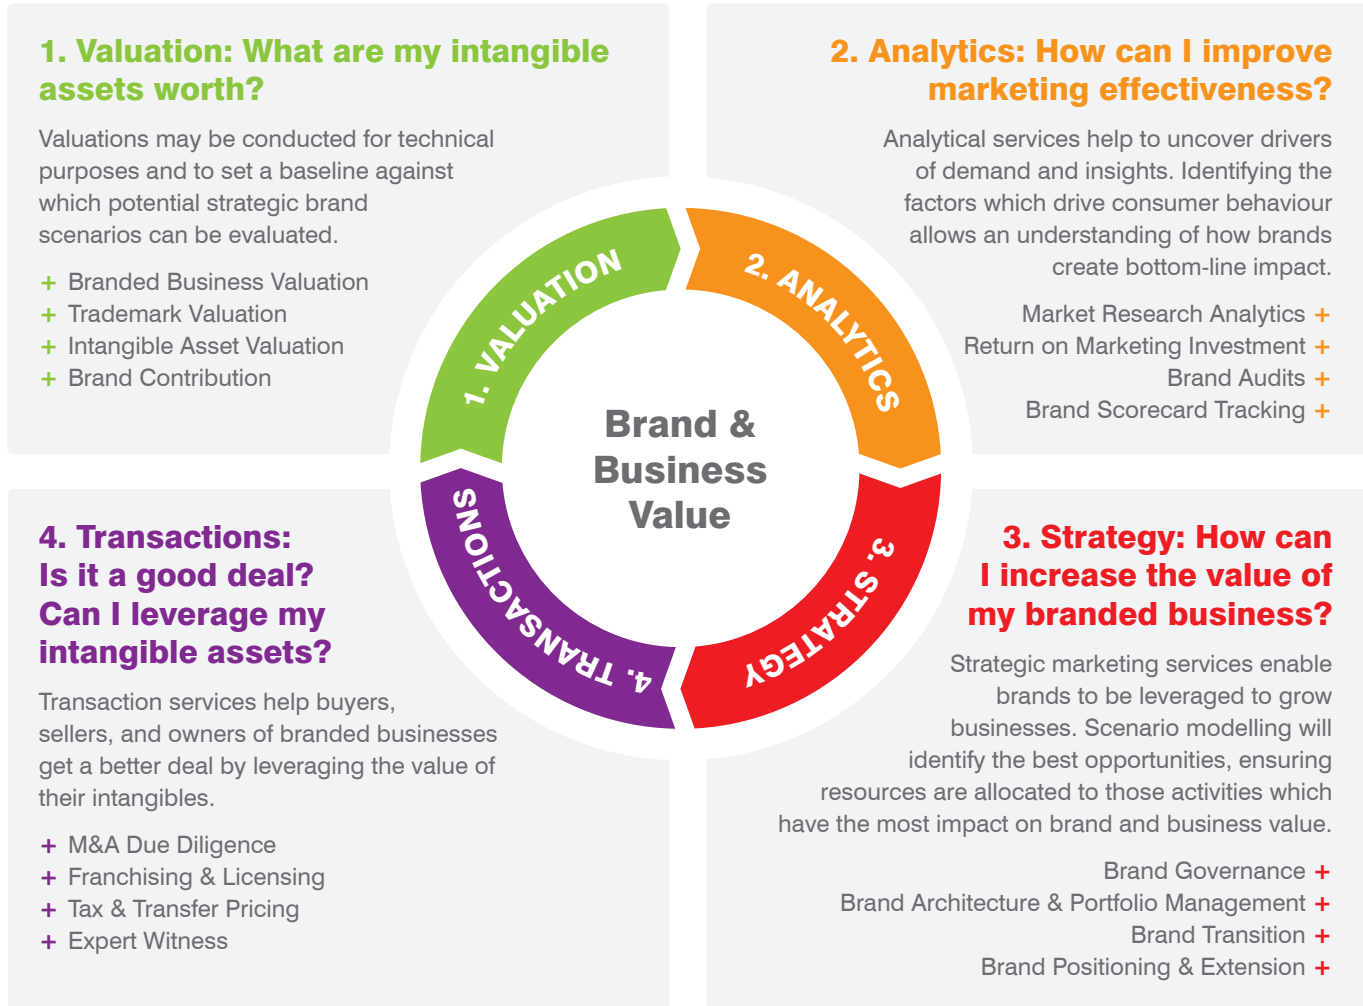 1. Valuation: What are my intangible
assets worth?
Valuations may be conducted for technical
purposes and to set a baseline against
which potential strategic brand
scenarios can be evaluated.
+ Branded Business Valuation
+ Trademark Valuation
+ Intangible Asset Valuation
+ Brand Contribution
2. Analytics: How can I improve
marketing effectiveness?
Analytical services help to uncover drivers
of demand and insights. Identifying the
factors which drive consumer behaviour
allows an understanding of how brands
create bottom-line impact.
Market Research Analytics +
Return on Marketing Investment +
Brand Audits +
Brand Scorecard Tracking +
1. VALUATION
2. ANALYTICS
3. STRATEGY
4. TRANSACTIONS
Brand &
Business
Value
3. Strategy: How can
I increase the value of
my branded business?
Strategic marketing services enable
brands to be leveraged to grow
businesses. Scenario modelling will
identify the best opportunities, ensuring
resources are allocated to those activities which
have the most impact on brand and business value.
Brand Governance +
Brand Architecture & Portfolio Management +
Brand Transition +
Brand Positioning & Extension +
4. Transactions:
Is it a good deal?
Can I leverage my
intangible assets?
Transaction services help buyers,
sellers, and owners of branded businesses
get a better deal by leveraging the value of
their intangibles.
+ M&A Due Diligence
+ Franchising & Licensing
+ Tax & Transfer Pricing
+ Expert Witness